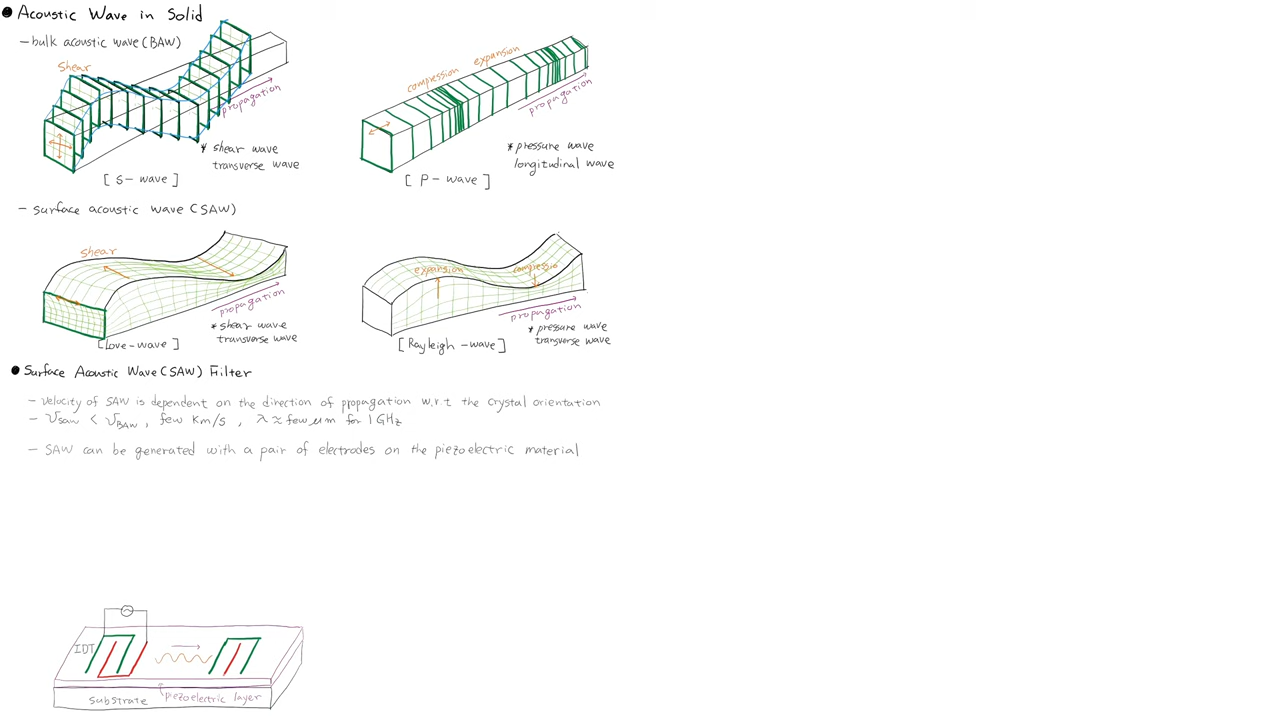 ● Acoustic Wave in Solid
- bulk acoustic wave (BAW)
shear
propagation
* shear wave
transverse wave
[ S- wave ]
compression
expansion
propagation
* pressure wave
longitudinal wave
[ P- wave ]
- surface acoustic wave (SAW)
shear
propagation
* shear wave
transverse wave
[Love-wave ]
expansion
compressio
propagation
* pressure wave
transverse wave
[Rayleigh -wave]
● Surface Acoustic Wave (SAW) Filter
- velocity of SAW is dependent on the direction of propagation w.r.t the crystal orientation
- νsaw < νBAW , few Km/s , λ ≈ few μm for 1 GHz
- SAW can be generated with a pair of electrodes on the piezoelectric material
IDT
substrate
piezoelectric layer